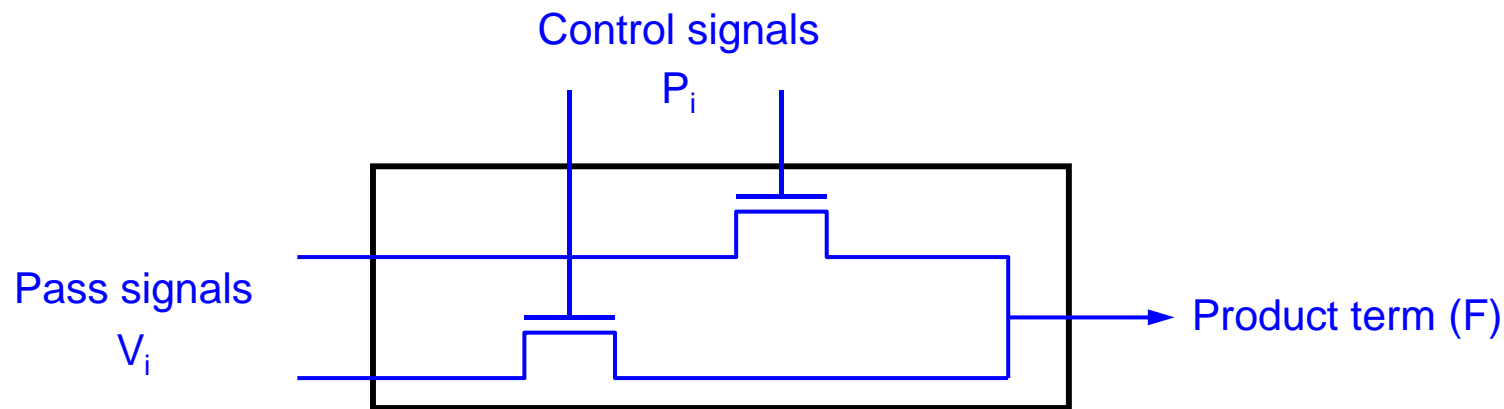 Control signals
Pᵢ
Pass signals
Vᵢ
Product term (F)